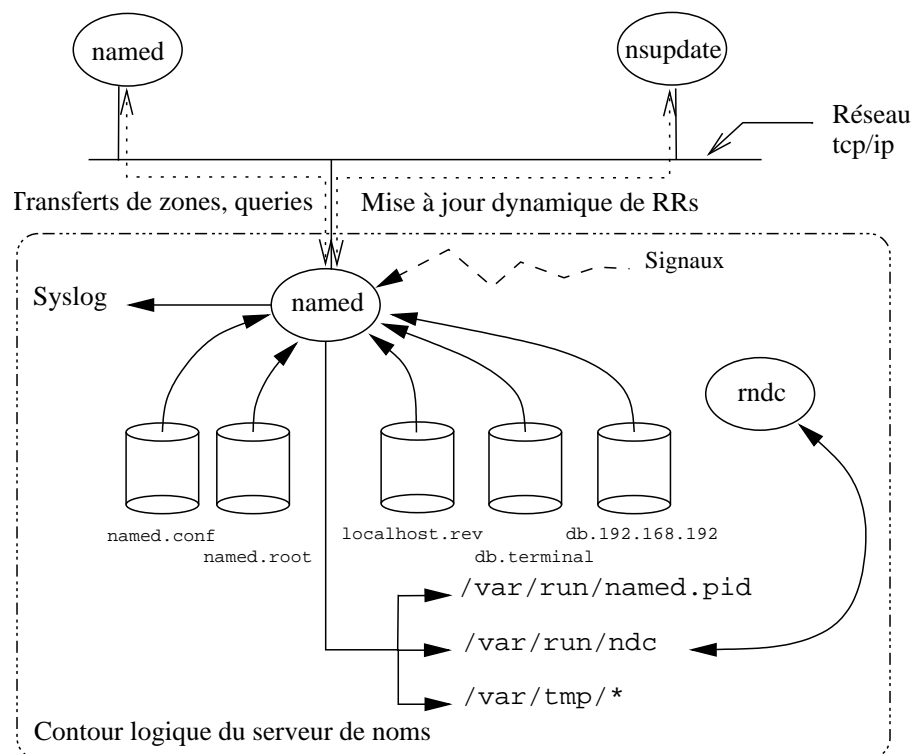 named
nsupdate
Réseau
tcp/ip
Transferts de zones, queries
Mise à jour dynamique de RRs
Signaux
Syslog
named
rndc
named.conf
named.root
localhost.rev
db.terminal
db.192.168.192
/var/run/named.pid
/var/run/ndc
/var/tmp/*
Contour logique du serveur de noms